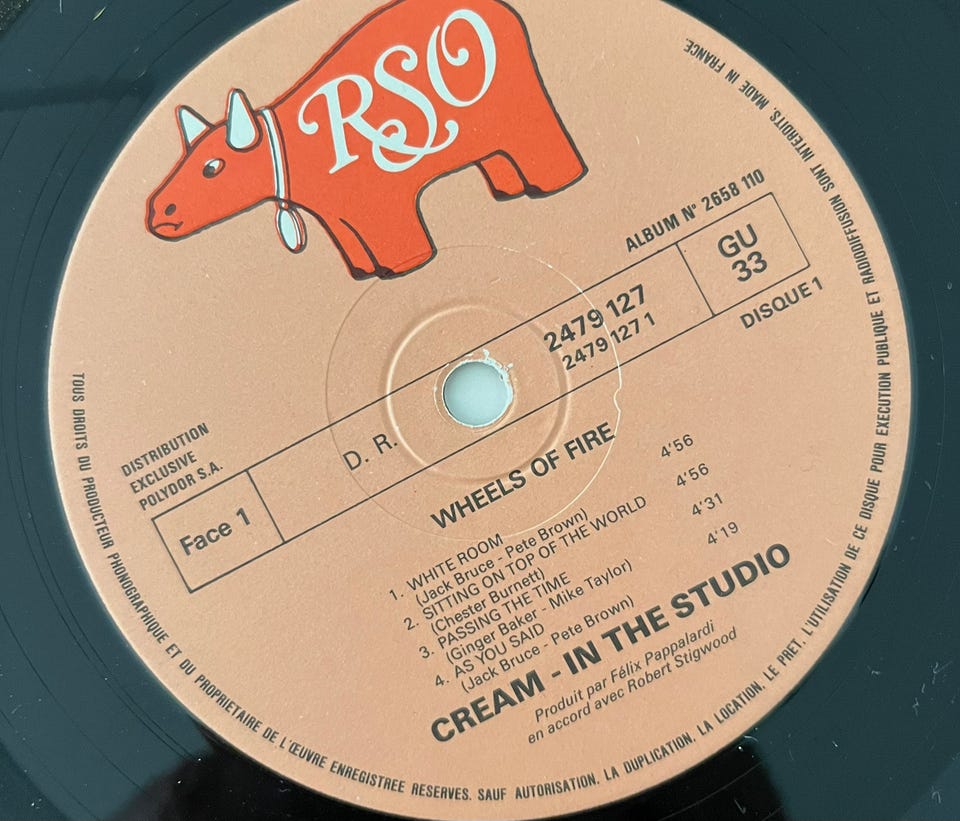 RSO
ALBUM N° 2658 110
2479 127
2479 127 1
GU
33
DISQUE 1
DISTRIBUTION
EXCLUSIVE
POLYDOR S.A.
Face 1
D. R.
WHEELS OF FIRE
1. WHITE ROOM 4'56
(Jack Bruce - Pete Brown)
2. SITTING ON TOP OF THE WORLD 4'56
(Chester Burnett)
3. PASSING THE TIME 4'31
(Ginger Baker - Mike Taylor)
4. AS YOU SAID 4'19
(Jack Bruce - Pete Brown)
CREAM - IN THE STUDIO
Produit par Félix Pappalardi
en accord avec Robert Stigwood
TOUS DROITS DU PRODUCTEUR PHONOGRAPHIQUE ET DU PROPRIETAIRE DE L'ŒUVRE ENREGISTREE RESERVES. SAUF AUTORISATION, LA DUPLICATION, LA LOCATION, LE PRET, L'UTILISATION DE CE DISQUE POUR EXECUTION PUBLIQUE ET RADIODIFFUSION SONT INTERDITS. MADE IN FRANCE.